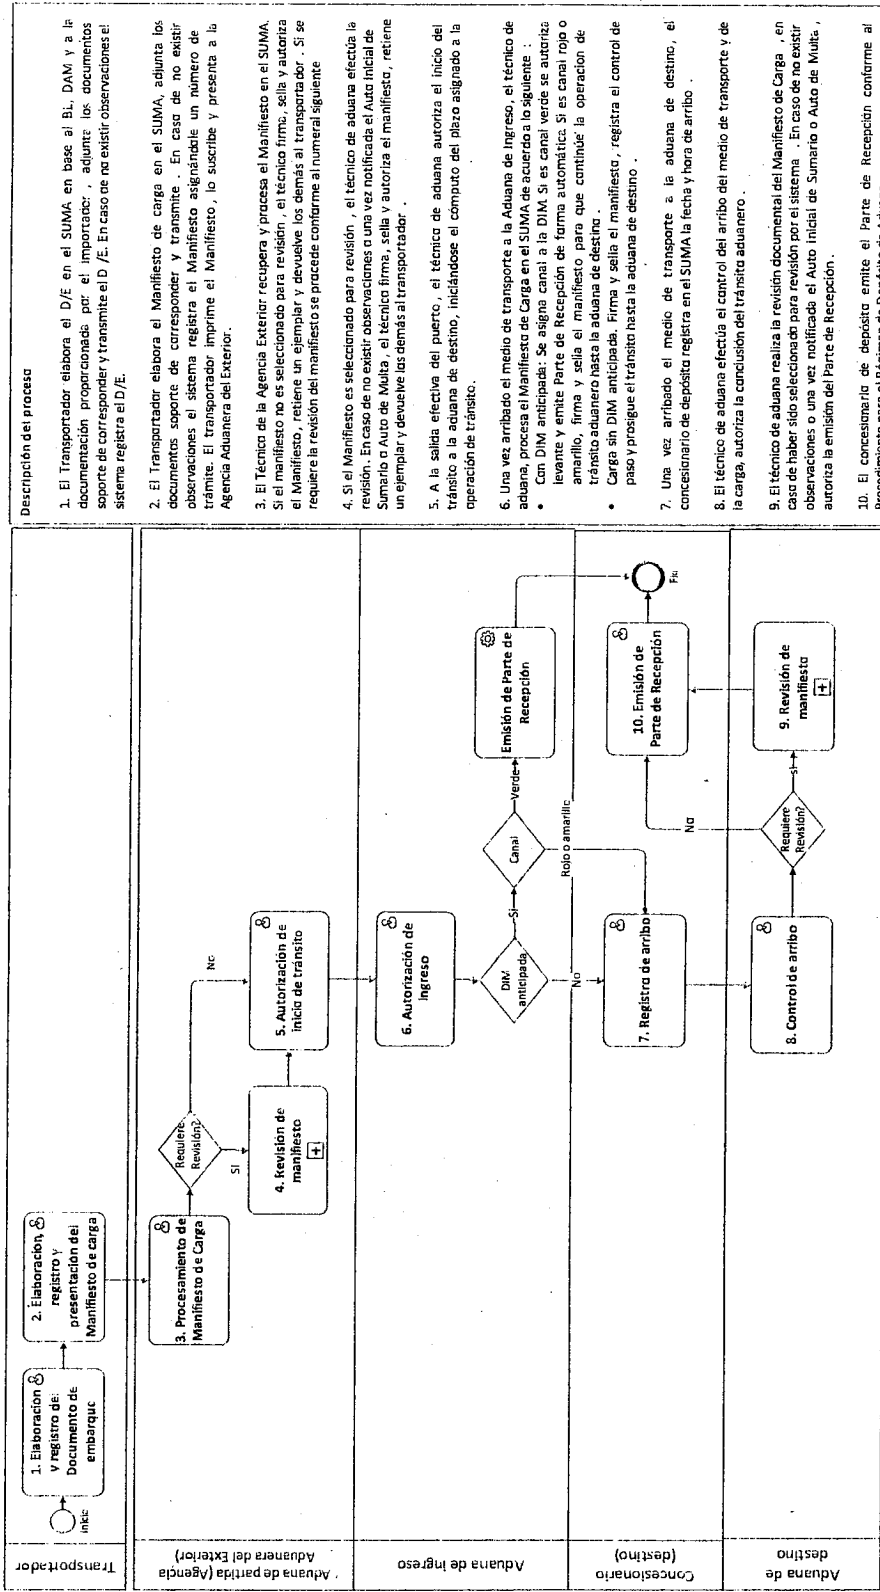 Transportador
Inicio
1. Elaboracion
y registro de
Documento de
embarque
2. Elaboracion,
registro y
presentación del
Manifiesto de carga
Aduana de partida (Agencia
Aduanera del Exterior)
3. Procesamiento de
Manifiesto de Carga
Requiere
Revisión?
SI
No
4. Revisión de
manifiesto
5. Autorización de
inicio de tránsito
Aduana de ingreso
6. Autorización de
Ingreso
DIM
anticipada
Si
No
Canal
Verde
Rojo o amarillo
Emisión de Parte de
Recepción
Concesionario
(destino)
7. Registro de arribo
No
10. Emisión de
Parte de Recepción
Fin
Aduana de
destino
8. Control de arribo
Requiere
Revisión?
si
9. Revisión de
manifiesto
Descripción del proceso
1. El Transportador elabora el D/E en el SUMA en base al BL, DAM y a la
documentación proporcionada por el importador , adjunta los documentos
soporte de corresponder y transmite el D /E. En caso de no existir observaciones el
sistema registra el D/E.
2. El Transportador elabora el Manifiesto de carga en el SUMA, adjunta los
documentos soporte de corresponder y transmite . En caso de no existir
observaciones el sistema registra el Manifiesto asignándole un número de
trámite. El transportador imprime el Manifiesto , lo suscribe y presenta a la
Agencia Aduanera del Exterior.
3. El Técnico de la Agencia Exterior recupera y procesa el Manifiesto en el SUMA.
Si el manifiesto no es seleccionado para revisión , el técnico firma, sella y autoriza
el Manifiesto , retiene un ejemplar y devuelve los demás al transportador . Si se
requiere la revisión del manifiesto se procede conforme al numeral siguiente
4. Si el Manifiesto es seleccionado para revisión , el técnico de aduana efectúa la
revisión. En caso de no existir observaciones o una vez notificada el Auto Inicial de
Sumario o Auto de Multa , el técnico firma, sella y autoriza el manifiesto , retiene
un ejemplar y devuelve los demás al transportador .
5. A la salida efectiva del puerto , el técnico de aduana autoriza el inicio del
tránsito a la aduana de destino, iniciándose el cómputo del plazo asignado a la
operación de tránsito.
6. Una vez arribado el medio de transporte a la Aduana de Ingreso, el técnico de
aduana, procesa el Manifiesto de Carga en el SUMA de acuerdo a lo siguiente :
• Con DIM anticipada: Se asigna canal a la DIM. Si es canal verde se autoriza
levante y emite Parte de Recepción de forma automática. Si es canal rojo o
amarillo, firma y sella el manifiesto para que continúe la operacion de
tránsito aduanero hasta la aduana de destino .
• Carga sin DIM anticipada. Firma y sella el manifiesto , registra el control de
paso y prosigue el tránsito hasta la aduana de destino .
7. Una vez arribado el medio de transporte a la aduana de destino, el
concesionario de depósito registra en el SUMA la fecha y hora de arribo .
8. El técnico de aduana efectúa el control del arribo del medio de transporte y de
la carga, autoriza la conclusión del tránsito aduanero .
9. El técnico de aduana realiza la revisión documental del Manifiesto de Carga , en
caso de haber sido seleccionado para revisión por el sistema . En caso de no existir
observaciones o una vez notificada el Auto Inicial de Sumario o Auto de Multa ,
autoriza la emisión del Parte de Recepción .
10. El concesionario de depósito emite el Parte de Recepción conforme al
Procedimiento para el Régimen de Depósito de Aduana